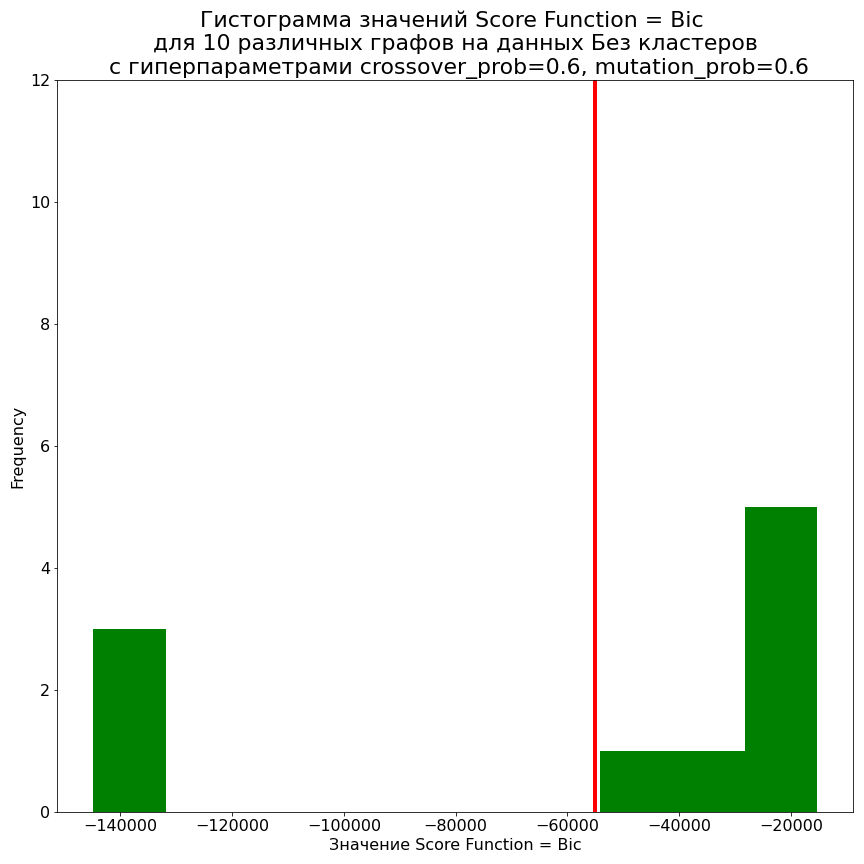 Гистограмма значений Score Function = Bic
для 10 различных графов на данных Без кластеров
с гиперпараметрами crossover_prob=0.6, mutation_prob=0.6
12
10
8
6
4
2
0
Frequency
−140000 −120000 −100000 −80000 −60000 −40000 −20000
Значение Score Function = Bic